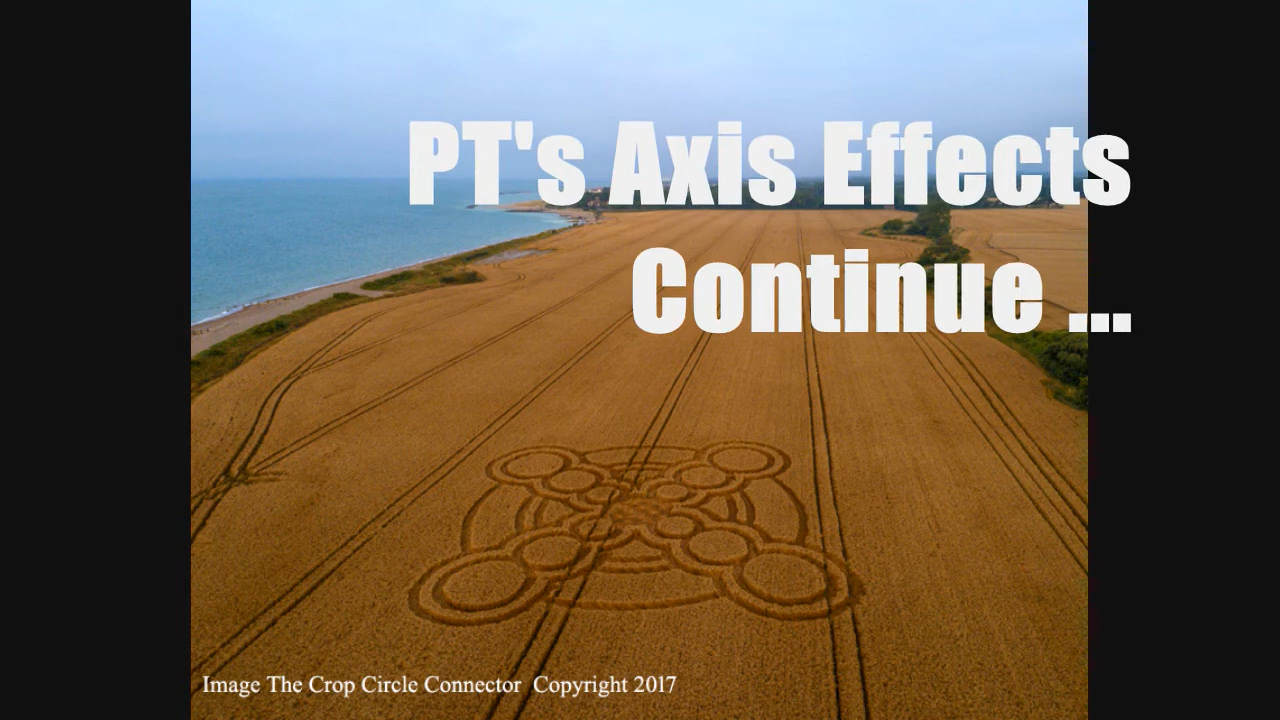 PT's Axis Effects
Continue ...
Image The Crop Circle Connector  Copyright 2017